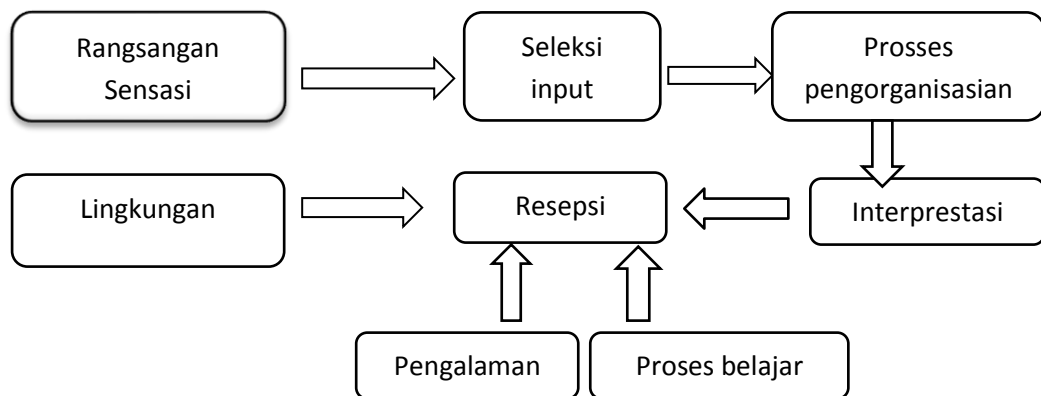 Rangsangan
Sensasi
Seleksi
input
Prosses
pengorganisasian
Lingkungan
Resepsi
Interprestasi
Pengalaman
Proses belajar